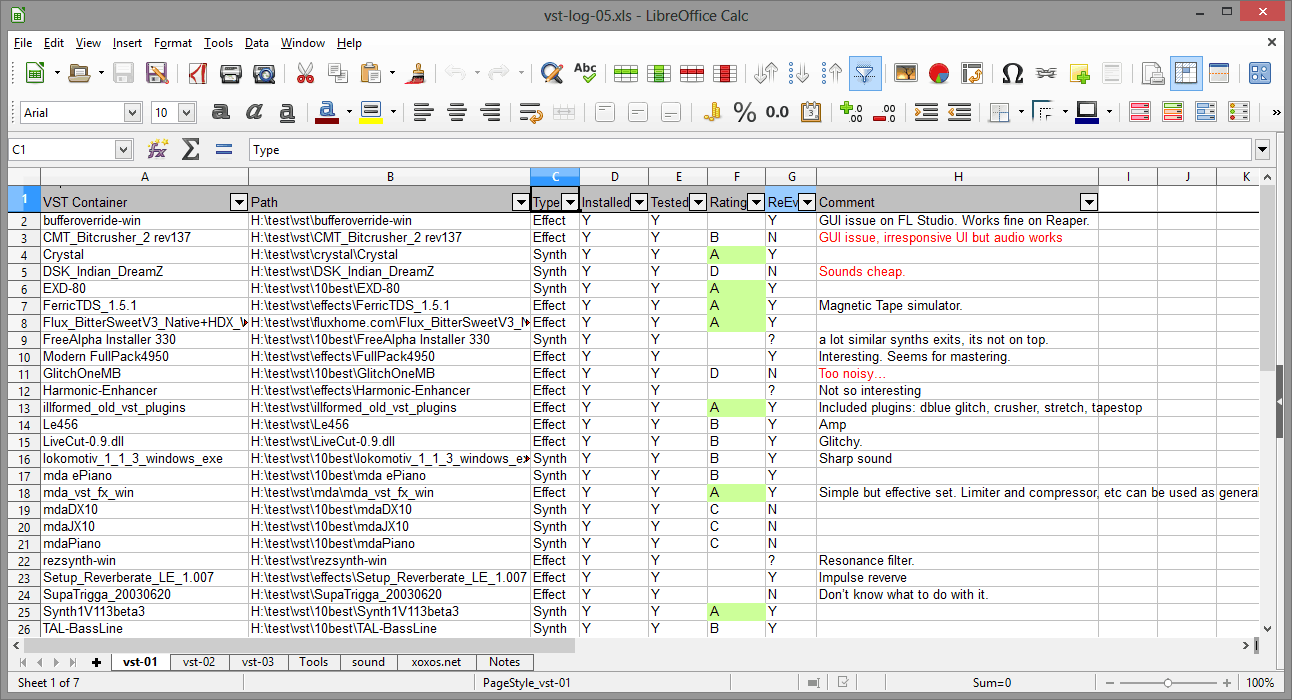 vst-log-05.xls - LibreOffice Calc
File Edit View Insert Format Tools Data Window Help
Abc
Arial 10 a a a a % 0.0 +.00 .00 »
C1 Type
A B C D E F G H I J K
1 VST Container Path Type Installed Tested Rating ReEv Comment
2 bufferoverride-win H:\test\vst\bufferoverride-win Effect Y Y Y GUI issue on FL Studio. Works fine on Reaper.
3 CMT_Bitcrusher_2 rev137 H:\test\vst\CMT_Bitcrusher_2 rev137 Effect Y Y B N GUI issue, irresponsive UI but audio works
4 Crystal H:\test\vst\crystal\Crystal Synth Y Y A Y
5 DSK_Indian_DreamZ H:\test\vst\DSK_Indian_DreamZ Synth Y Y D N Sounds cheap.
6 EXD-80 H:\test\vst\10best\EXD-80 Synth Y Y A Y
7 FerricTDS_1.5.1 H:\test\vst\effects\FerricTDS_1.5.1 Effect Y Y A Y Magnetic Tape simulator.
8 Flux_BitterSweetV3_Native+HDX_ H:\test\vst\fluxhome.com\Flux_BitterSweetV3_ Effect Y Y A Y
9 FreeAlpha Installer 330 H:\test\vst\10best\FreeAlpha Installer 330 Synth Y Y ? a lot similar synths exits, its not on top.
10 Modern FullPack4950 H:\test\vst\effects\FullPack4950 Effect Y Y Y Interesting. Seems for mastering.
11 GlitchOneMB H:\test\vst\10best\GlitchOneMB Effect Y Y D N Too noisy…
12 Harmonic-Enhancer H:\test\vst\effects\Harmonic-Enhancer Effect Y Y ? Not so interesting
13 illformed_old_vst_plugins H:\test\vst\illformed_old_vst_plugins Effect Y Y A Y Included plugins: dblue glitch, crusher, stretch, tapestop
14 Le456 H:\test\vst\Le456 Effect Y Y B Y Amp
15 LiveCut-0.9.dll H:\test\vst\LiveCut-0.9.dll Effect Y Y B Y Glitchy.
16 lokomotiv_1_1_3_windows_exe H:\test\vst\10best\lokomotiv_1_1_3_windows_ex Synth Y Y B Y Sharp sound
17 mda ePiano H:\test\vst\10best\mda ePiano Synth Y Y B Y
18 mda_vst_fx_win H:\test\vst\mda\mda_vst_fx_win Effect Y Y A Y Simple but effective set. Limiter and compressor, etc can be used as general
19 mdaDX10 H:\test\vst\10best\mdaDX10 Synth Y Y C N
20 mdaJX10 H:\test\vst\10best\mdaJX10 Synth Y Y C N
21 mdaPiano H:\test\vst\10best\mdaPiano Synth Y Y C N
22 rezsynth-win H:\test\vst\rezsynth-win Effect Y Y ? Resonance filter.
23 Setup_Reverberate_LE_1.007 H:\test\vst\effects\Setup_Reverberate_LE_1.007 Effect Y Y Y Impulse reverve
24 SupaTrigga_20030620 H:\test\vst\SupaTrigga_20030620 Effect Y Y N Don't know what to do with it.
25 Synth1V113beta3 H:\test\vst\10best\Synth1V113beta3 Synth Y Y A Y
26 TAL-BassLine H:\test\vst\10best\TAL-BassLine Synth Y Y B Y
vst-01 vst-02 vst-03 Tools sound xoxos.net Notes
Sheet 1 of 7 PageStyle_vst-01 Sum=0 100%